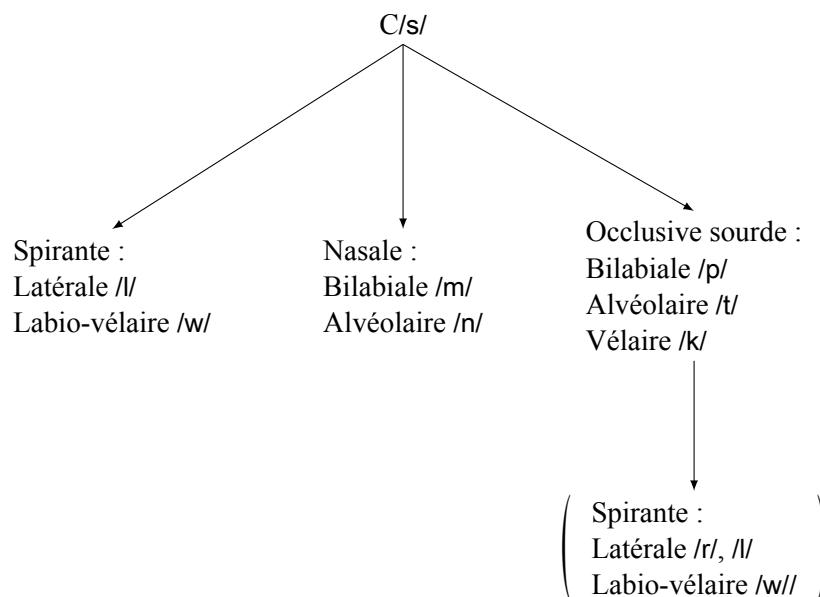 C/s/
Spirante :
Latérale /l/
Labio-vélaire /w/
Nasale :
Bilabiale /m/
Alvéolaire /n/
Occlusive sourde :
Bilabiale /p/
Alvéolaire /t/
Vélaire /k/
Spirante :
Latérale /r/, /l/
Labio-vélaire /w//